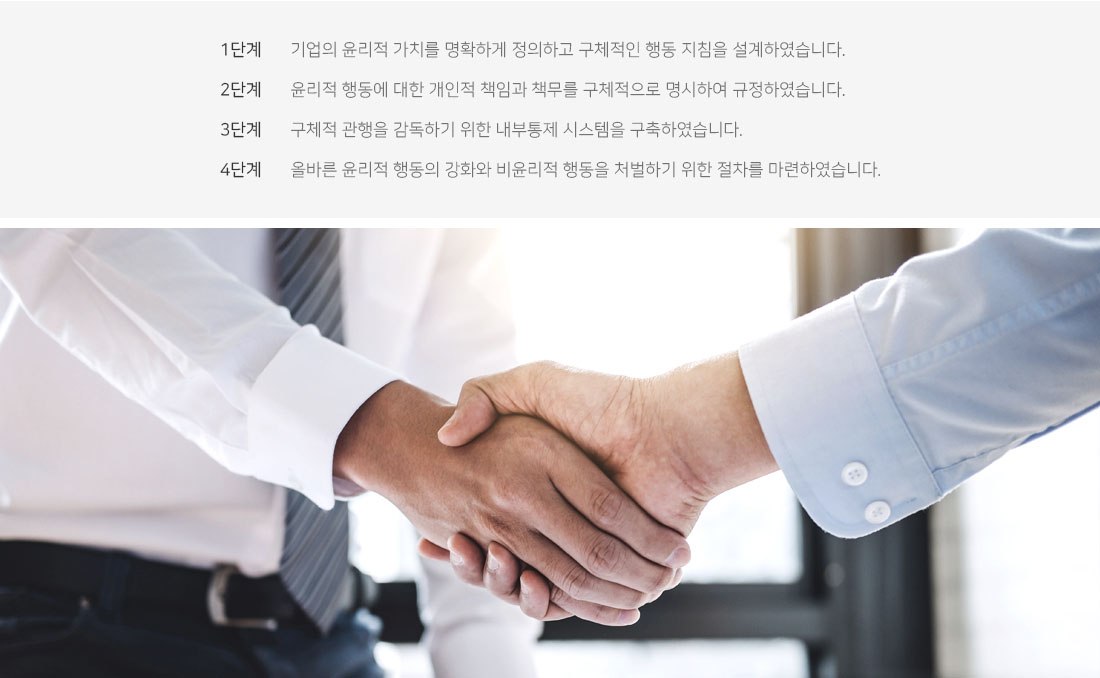 1단계 기업의 윤리적 가치를 명확하게 정의하고 구체적인 행동 지침을 설계하였습니다.
2단계 윤리적 행동에 대한 개인적 책임과 책무를 구체적으로 명시하여 규정하였습니다.
3단계 구체적 관행을 감독하기 위한 내부통제 시스템을 구축하였습니다.
4단계 올바른 윤리적 행동의 강화와 비윤리적 행동을 처벌하기 위한 절차를 마련하였습니다.